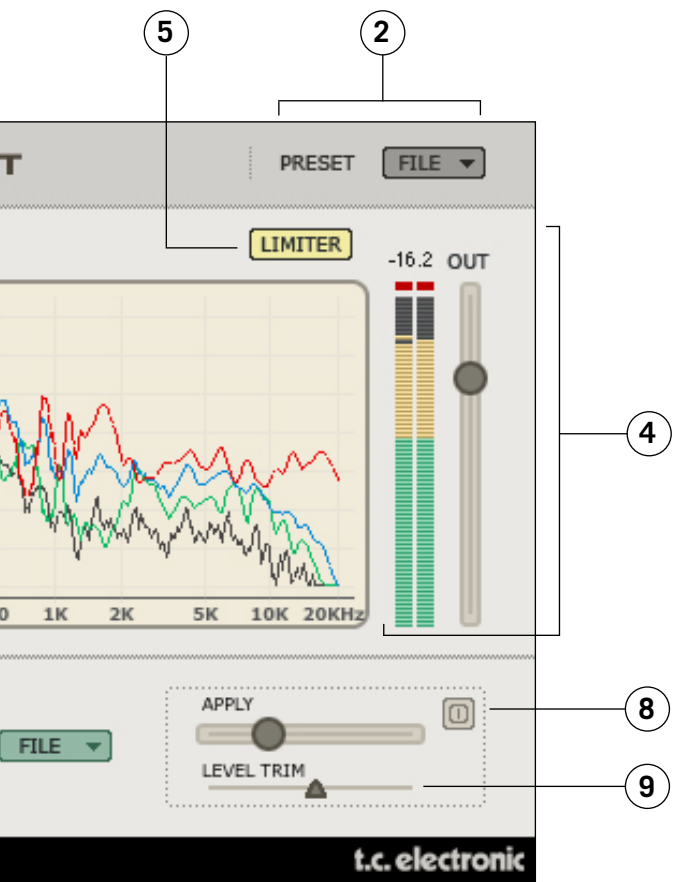 5
2
T
PRESET
FILE
LIMITER
-16.2
OUT
4
0
1K
2K
5K
10K
20KHz
APPLY
8
FILE
LEVEL TRIM
9
t.c. electronic